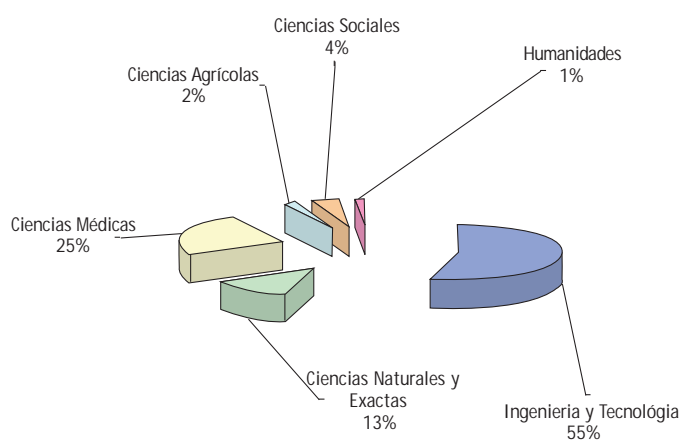 Ciencias Sociales
4%
Humanidades
1%
Ciencias Agrícolas
2%
Ciencias Médicas
25%
Ciencias Naturales y
Exactas
13%
Ingenieria y Tecnológia
55%